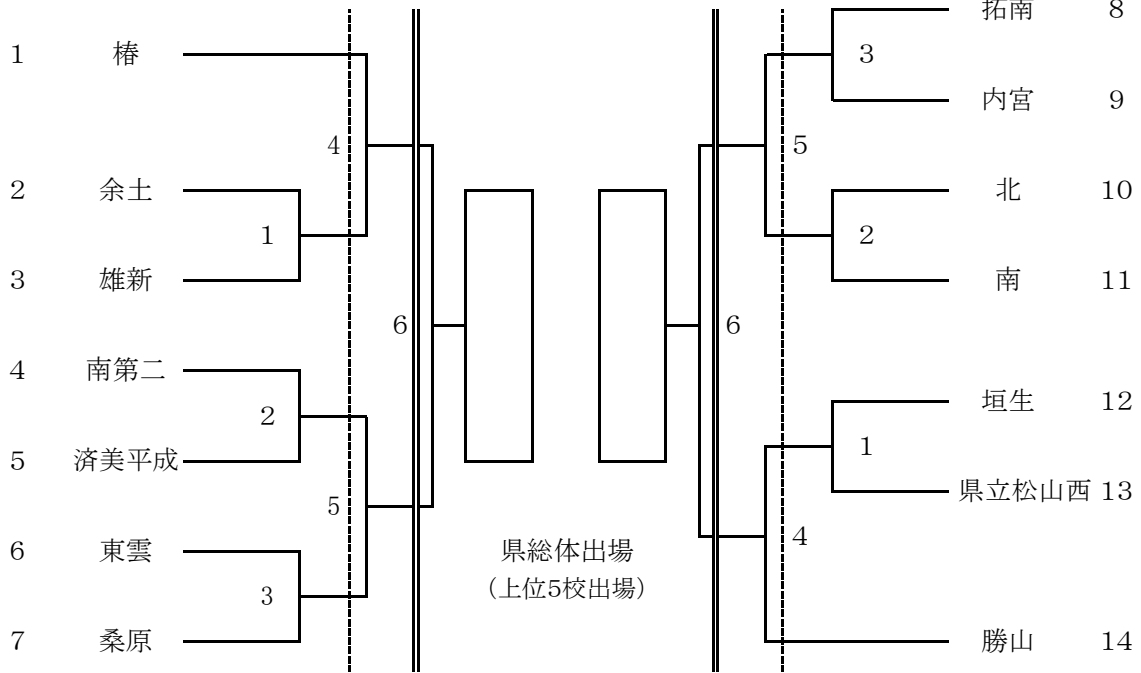 拓南 8
1 椿
3
内宮 9
4
5
2 余土
北 10
1
2
3 雄新
南 11
6
6
4 南第二
垣生 12
2
1
5 済美平成
県立松山西 13
5
4
6 東雲
県総体出場
（上位5校出場）
3
7 桑原
勝山 14